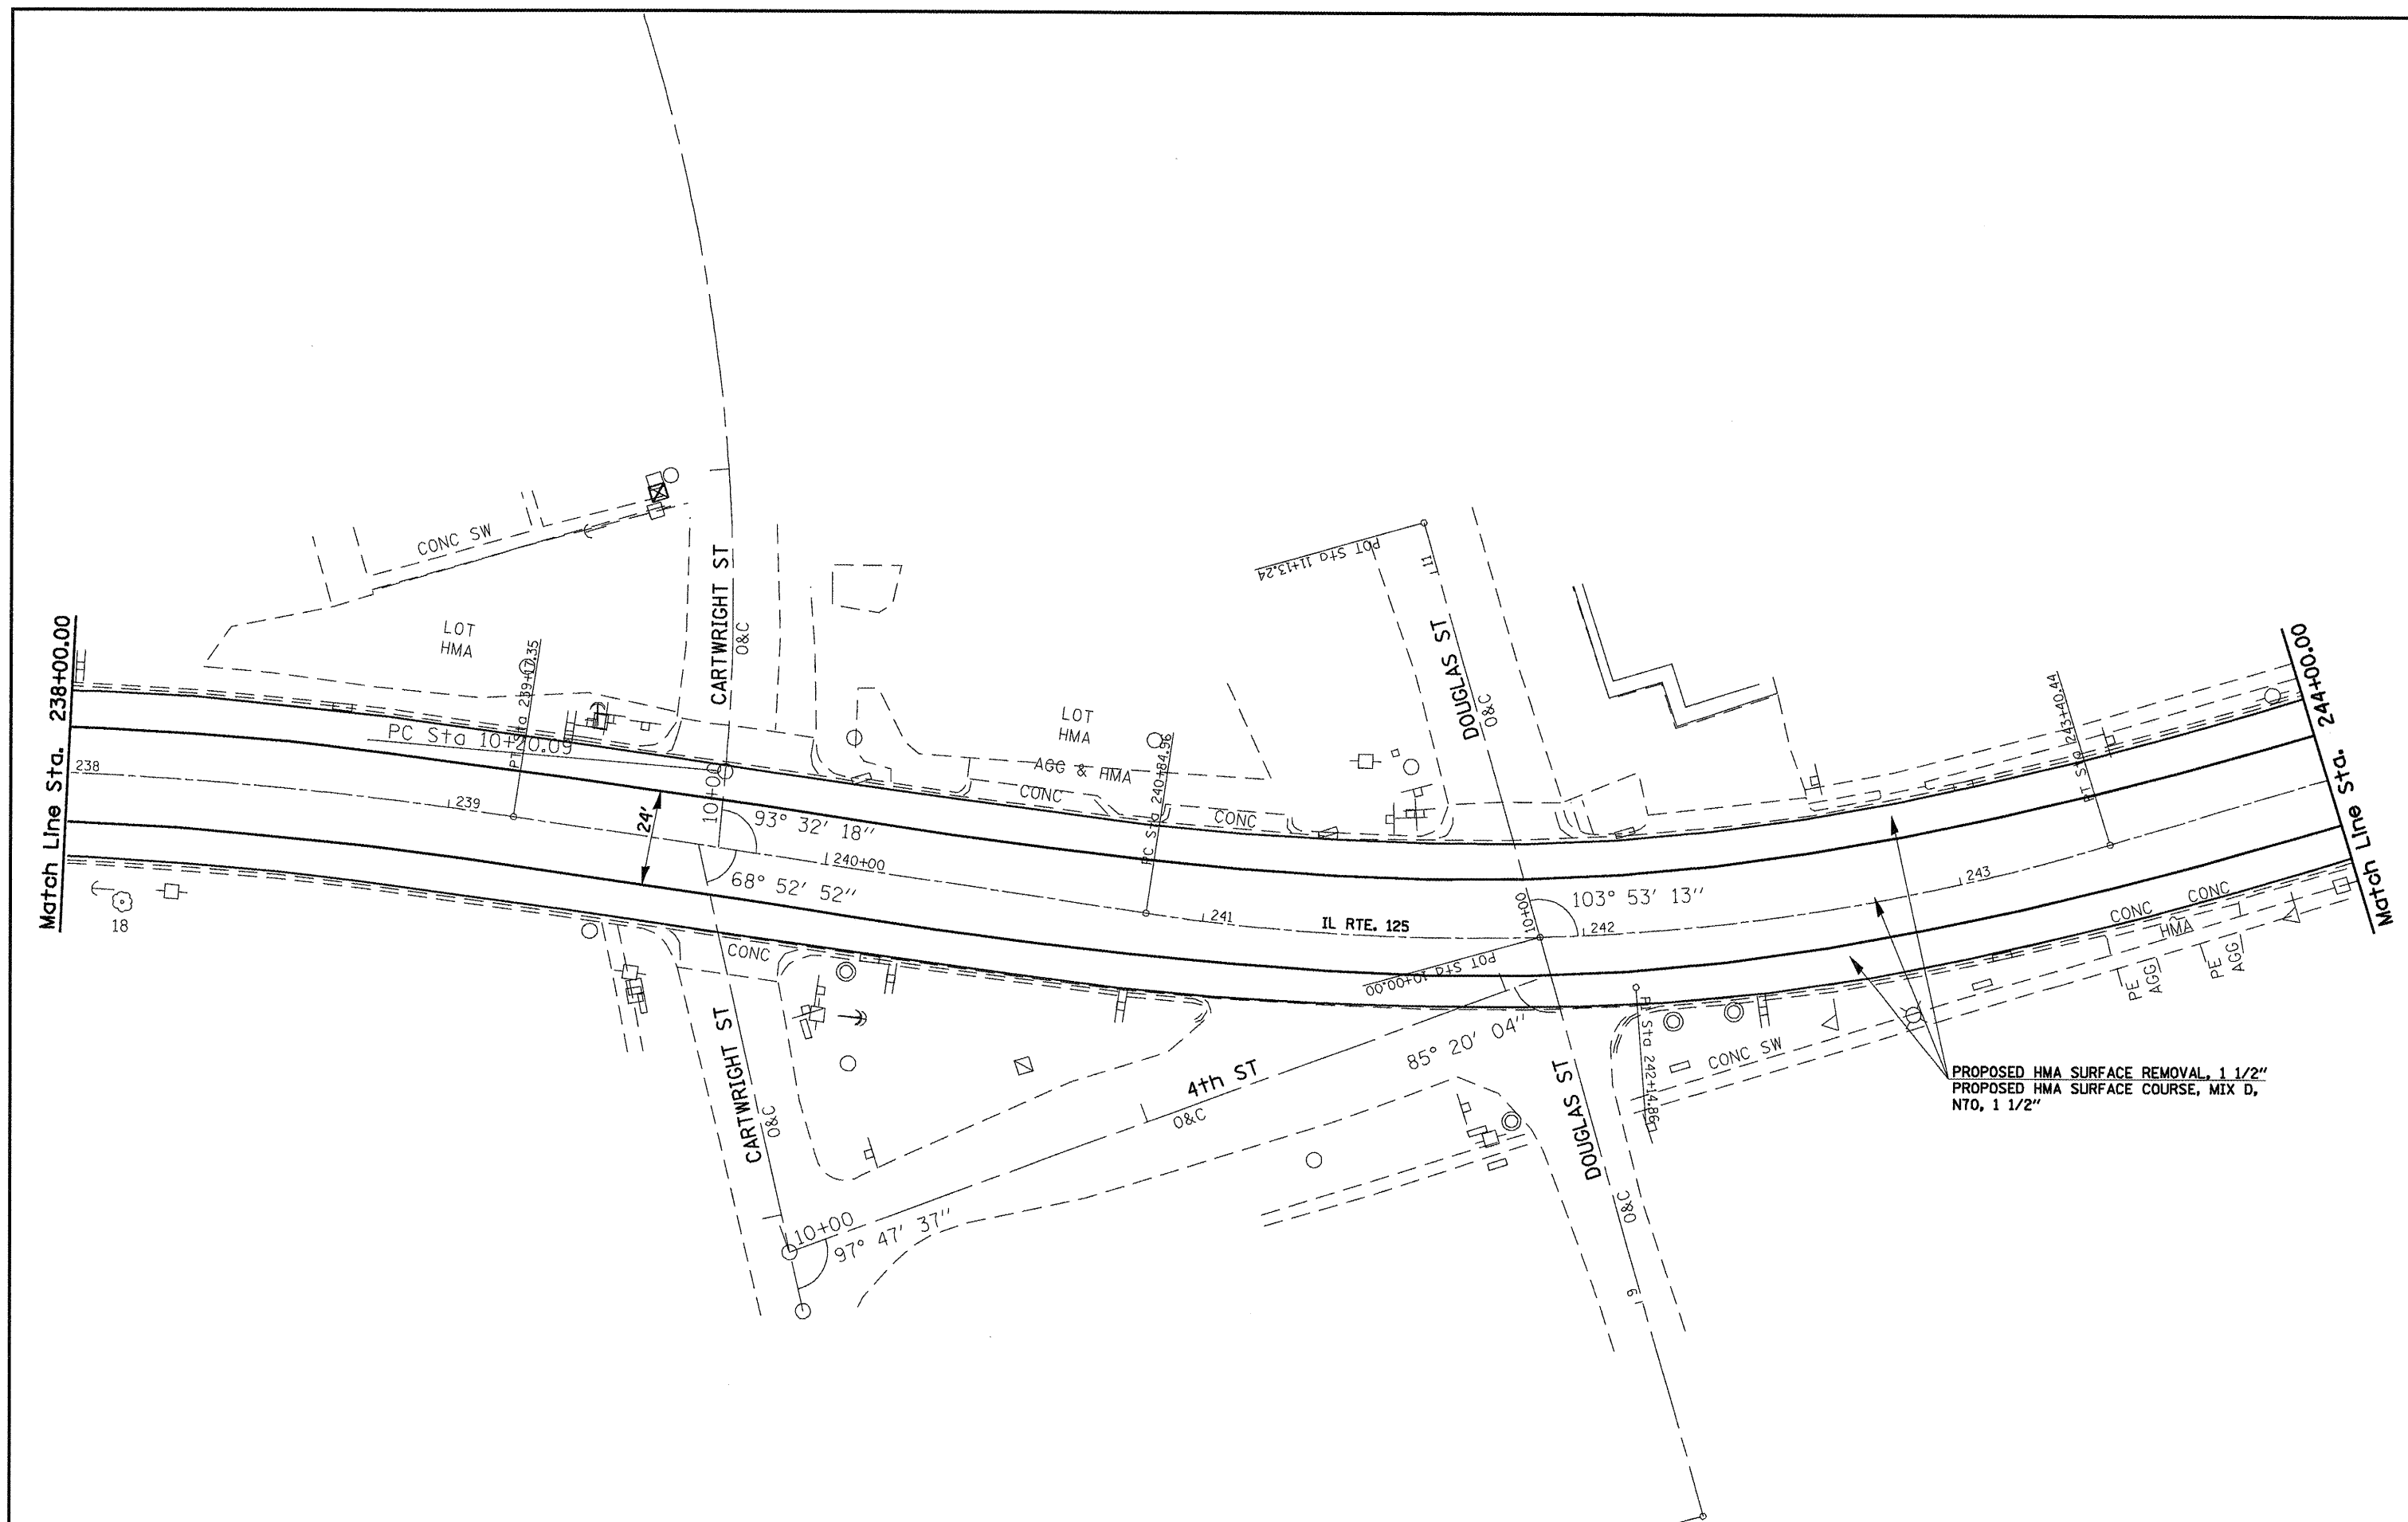 CONC SW
CARTWRIGHT ST
O&C
POT Sta 11+13.24
11
DOUGLAS ST
O&C
LOT
HMA
Match Line Sta. 238+00.00
PT Sta 239+17.35
PC Sta 10+20.09
10+00
238
239
24'
93° 32' 18"
68° 52' 52"
240+00
LOT
HMA
AGG & HMA
CONC
PC Sta 240+84.96
CONC
241
IL RTE. 125
10+00
103° 53' 13"
242
243
PT Sta 243+40.44
Match Line Sta. 244+00.00
18
CONC
CARTWRIGHT ST
O&C
POT Sta 10+00.00
85° 20' 04"
4th ST
O&C
10+00
97° 47' 37"
DOUGLAS ST
O&C
9
PI Sta 242+14.86
CONC SW
CONC
CONC
HMA
PE
AGG
PE
AGG
PROPOSED HMA SURFACE REMOVAL, 1 1/2"
PROPOSED HMA SURFACE COURSE, MIX D,
N70, 1 1/2"